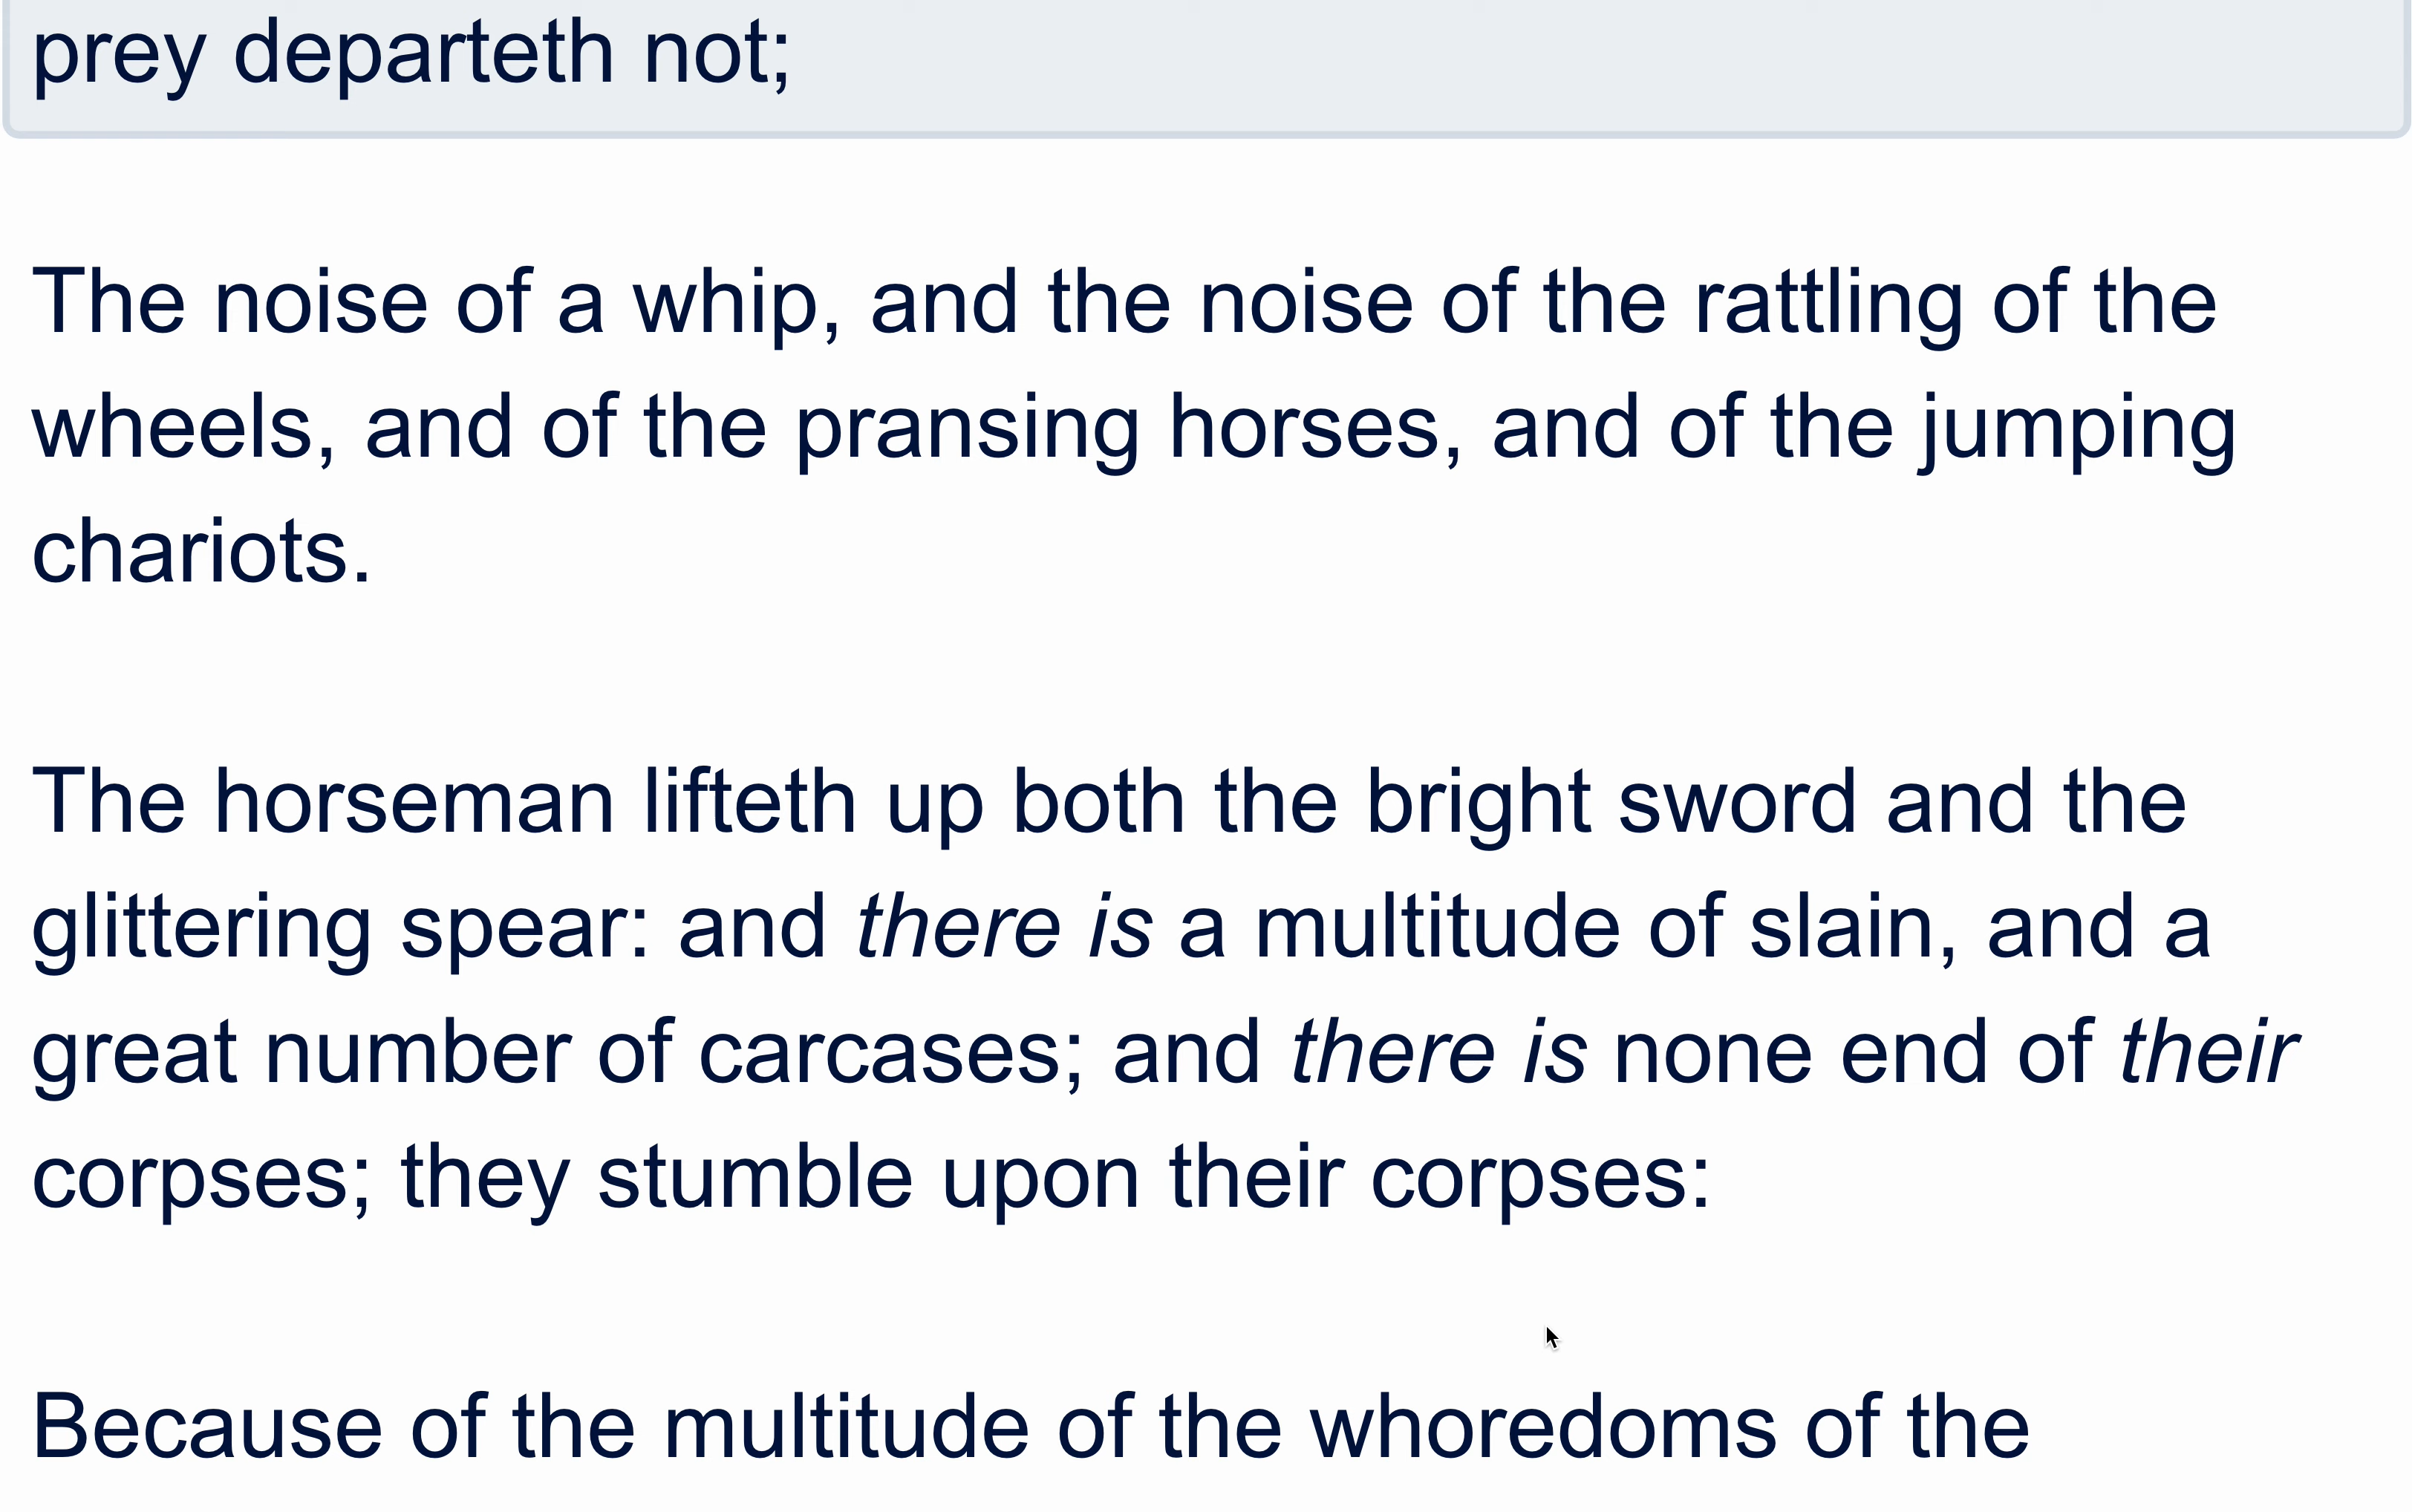 prey departeth not;
The noise of a whip, and the noise of the rattling of the
wheels, and of the pransing horses, and of the jumping
chariots.
The horseman lifteth up both the bright sword and the
glittering spear: and there is a multitude of slain, and a
great number of carcases; and there is none end of their
corpses; they stumble upon their corpses:
Because of the multitude of the whoredoms of the